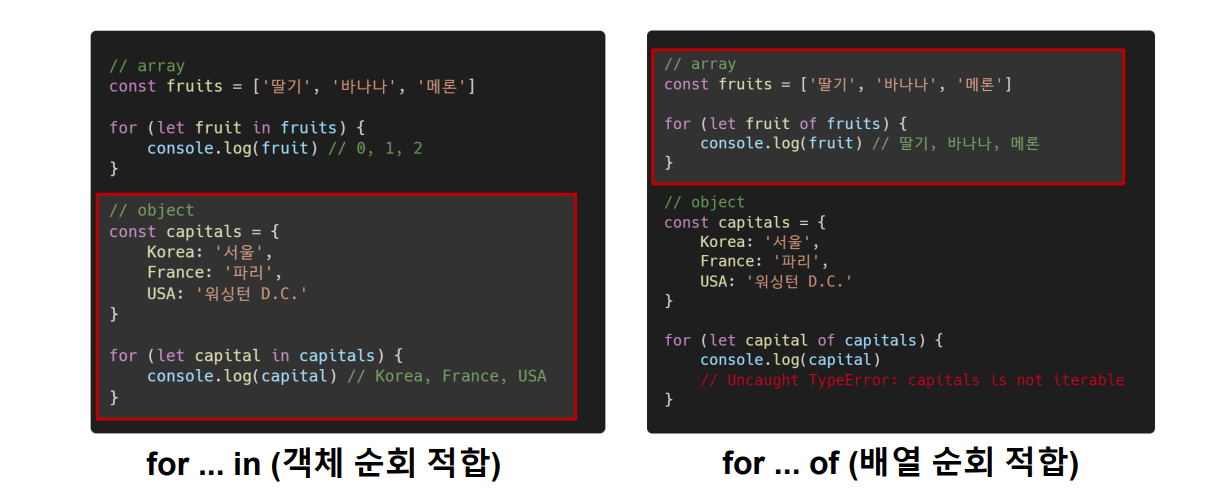 // array
const fruits = ['딸기', '바나나', '메론']
for (let fruit in fruits) {
console.log(fruit) // 0, 1, 2
}
// object
const capitals = {
Korea: '서울',
France: '파리',
USA: '워싱턴 D.C.'
}
for (let capital in capitals) {
console.log(capital) // Korea, France, USA
}
for ... in (객체 순회 적합)
// array
const fruits = ['딸기', '바나나', '메론']
for (let fruit of fruits) {
console.log(fruit) // 딸기, 바나나, 메론
}
// object
const capitals = {
Korea: '서울',
France: '파리',
USA: '워싱턴 D.C.'
}
for (let capital of capitals) {
console.log(capital)
// Uncaught TypeError: capitals is not iterable
}
for ... of (배열 순회 적합)